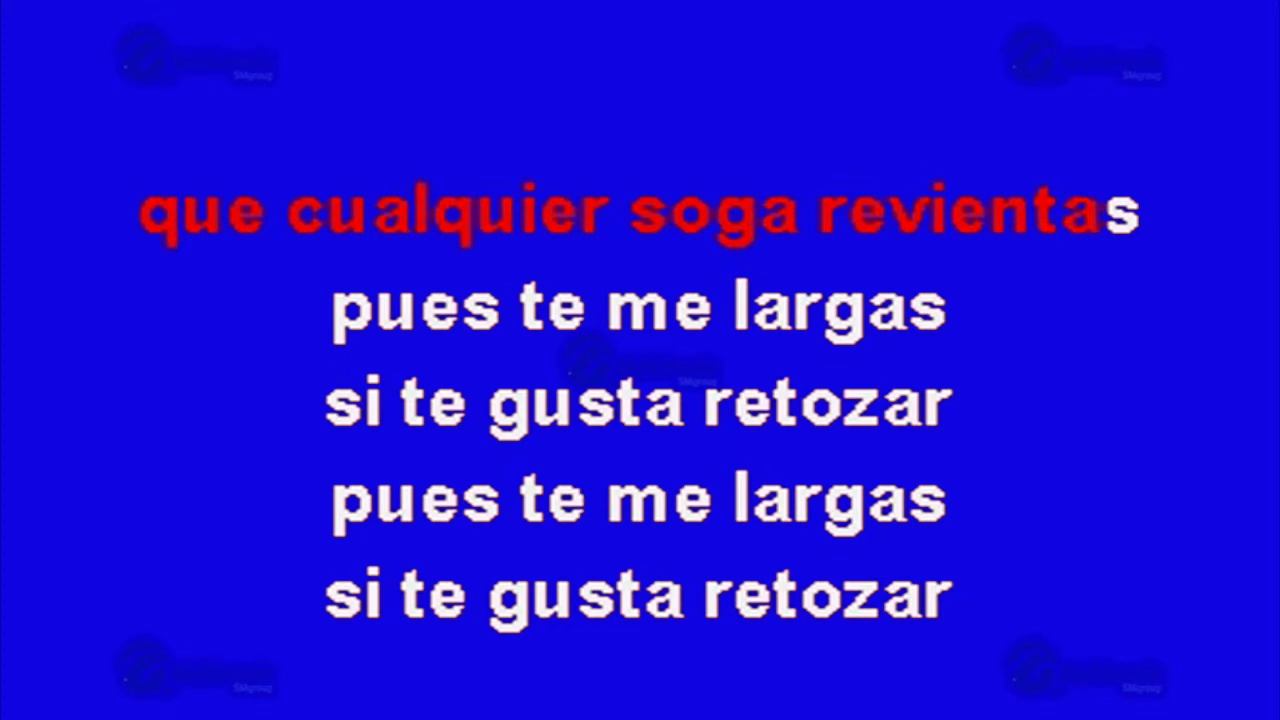 que cualquier soga revientas
pues te me largas
si te gusta retozar
pues te me largas
si te gusta retozar